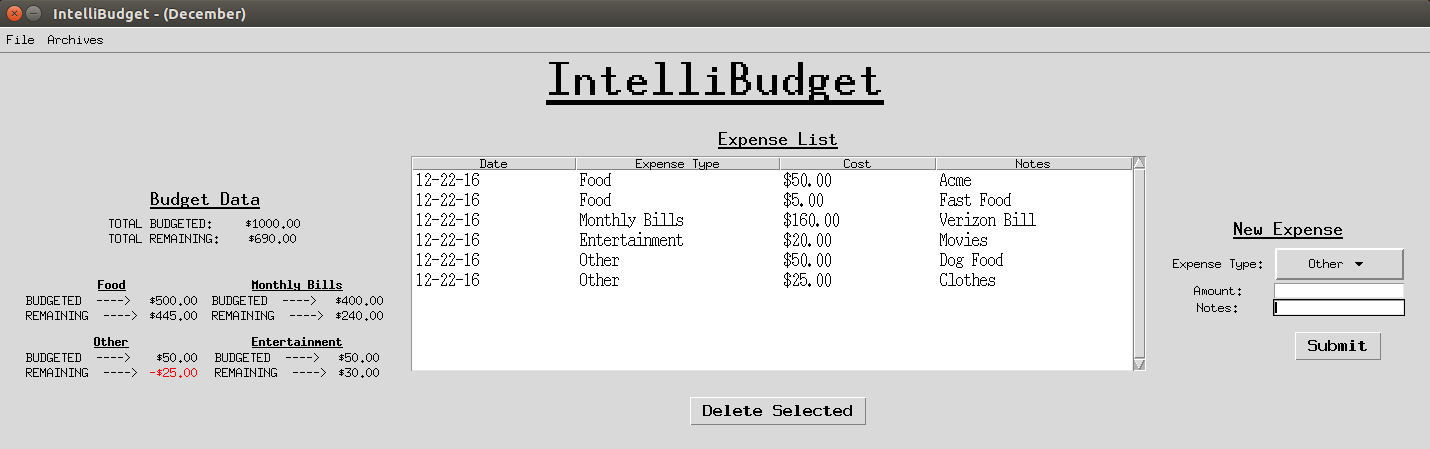 IntelliBudget - (December)
File Archives
IntelliBudget
Budget Data
TOTAL BUDGETED: $1000.00
TOTAL REMAINING: $690.00
Food Monthly Bills
BUDGETED ----> $500.00 BUDGETED ----> $400.00
REMAINING ----> $445.00 REMAINING ----> $240.00
Other Entertainment
BUDGETED ----> $50.00 BUDGETED ----> $50.00
REMAINING ----> -$25.00 REMAINING ----> $30.00
Expense List
Date Expense Type Cost Notes
12-22-16 Food $50.00 Acme
12-22-16 Food $5.00 Fast Food
12-22-16 Monthly Bills $160.00 Verizon Bill
12-22-16 Entertainment $20.00 Movies
12-22-16 Other $50.00 Dog Food
12-22-16 Other $25.00 Clothes
Delete Selected
New Expense
Expense Type: Other
Amount:
Notes:
Submit